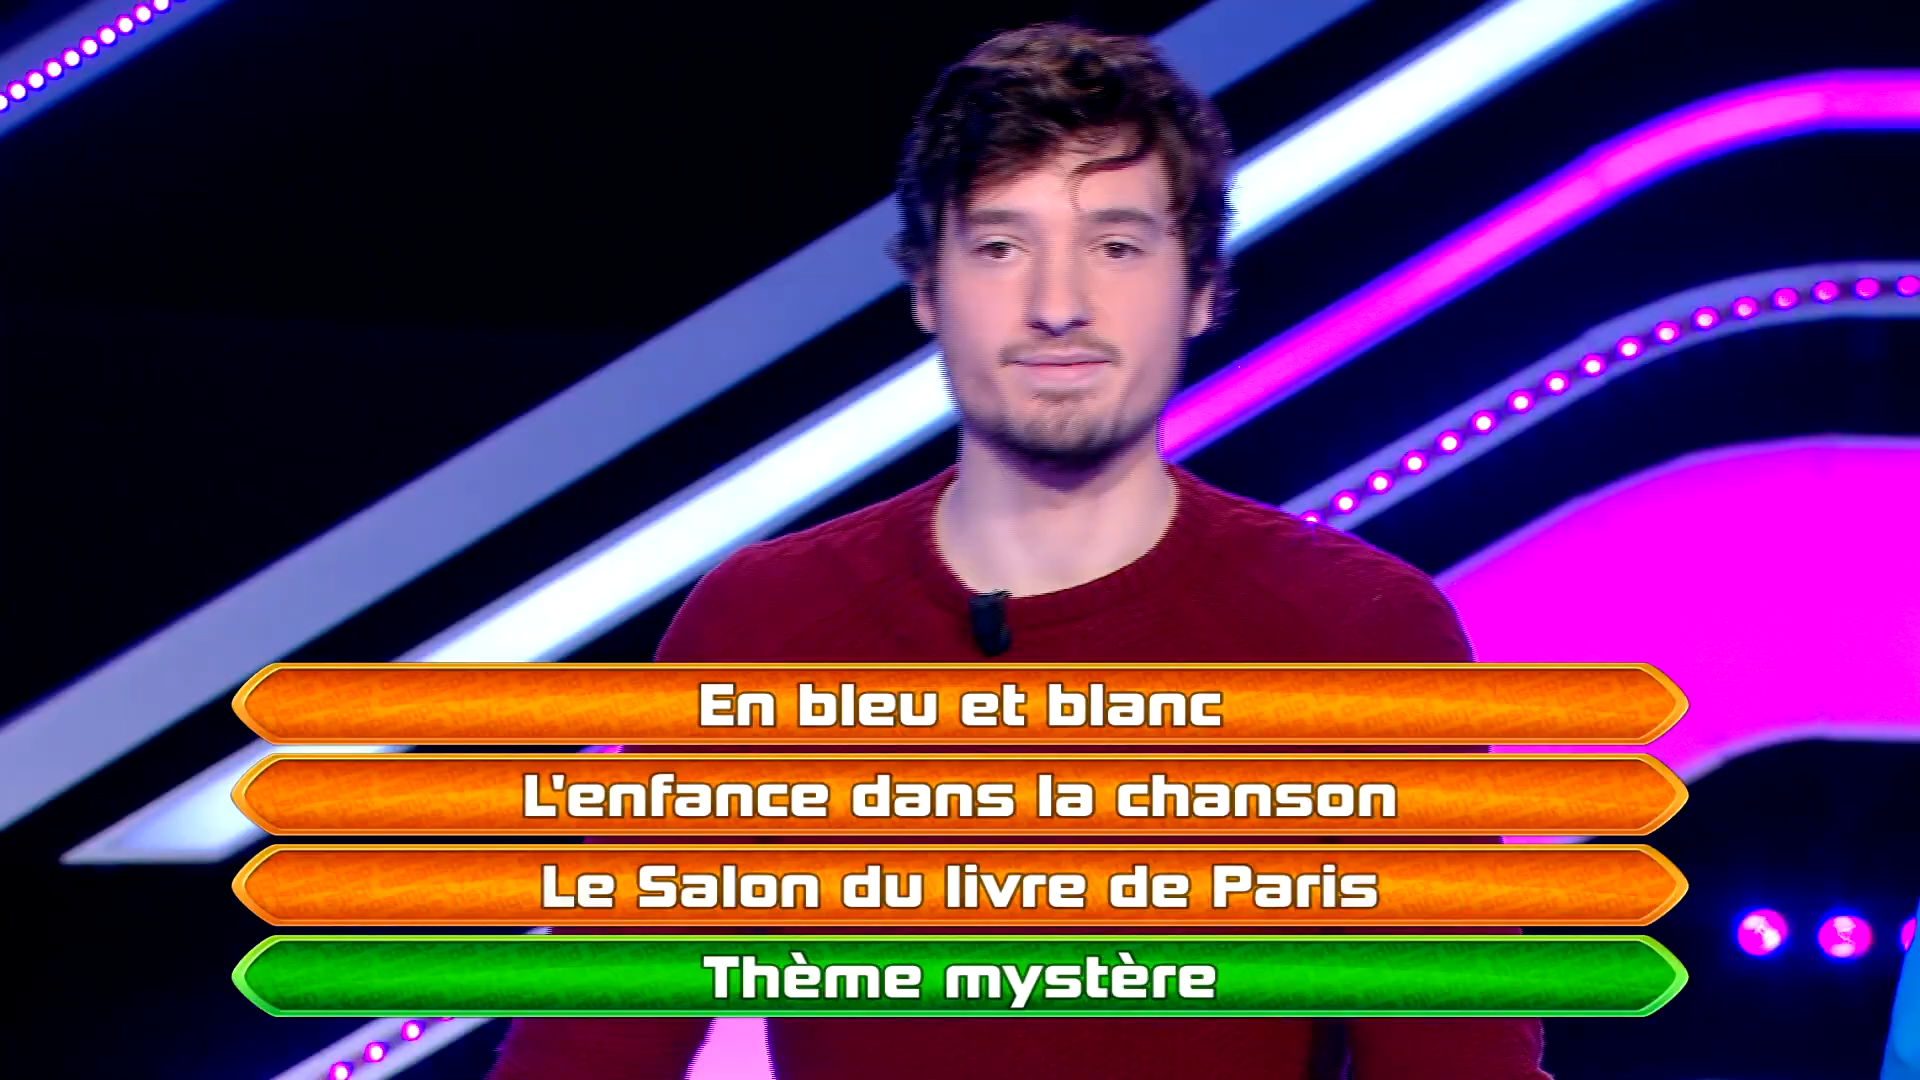 En bleu et blanc
L'enfance dans la chanson
Le Salon du livre de Paris
Thème mystère